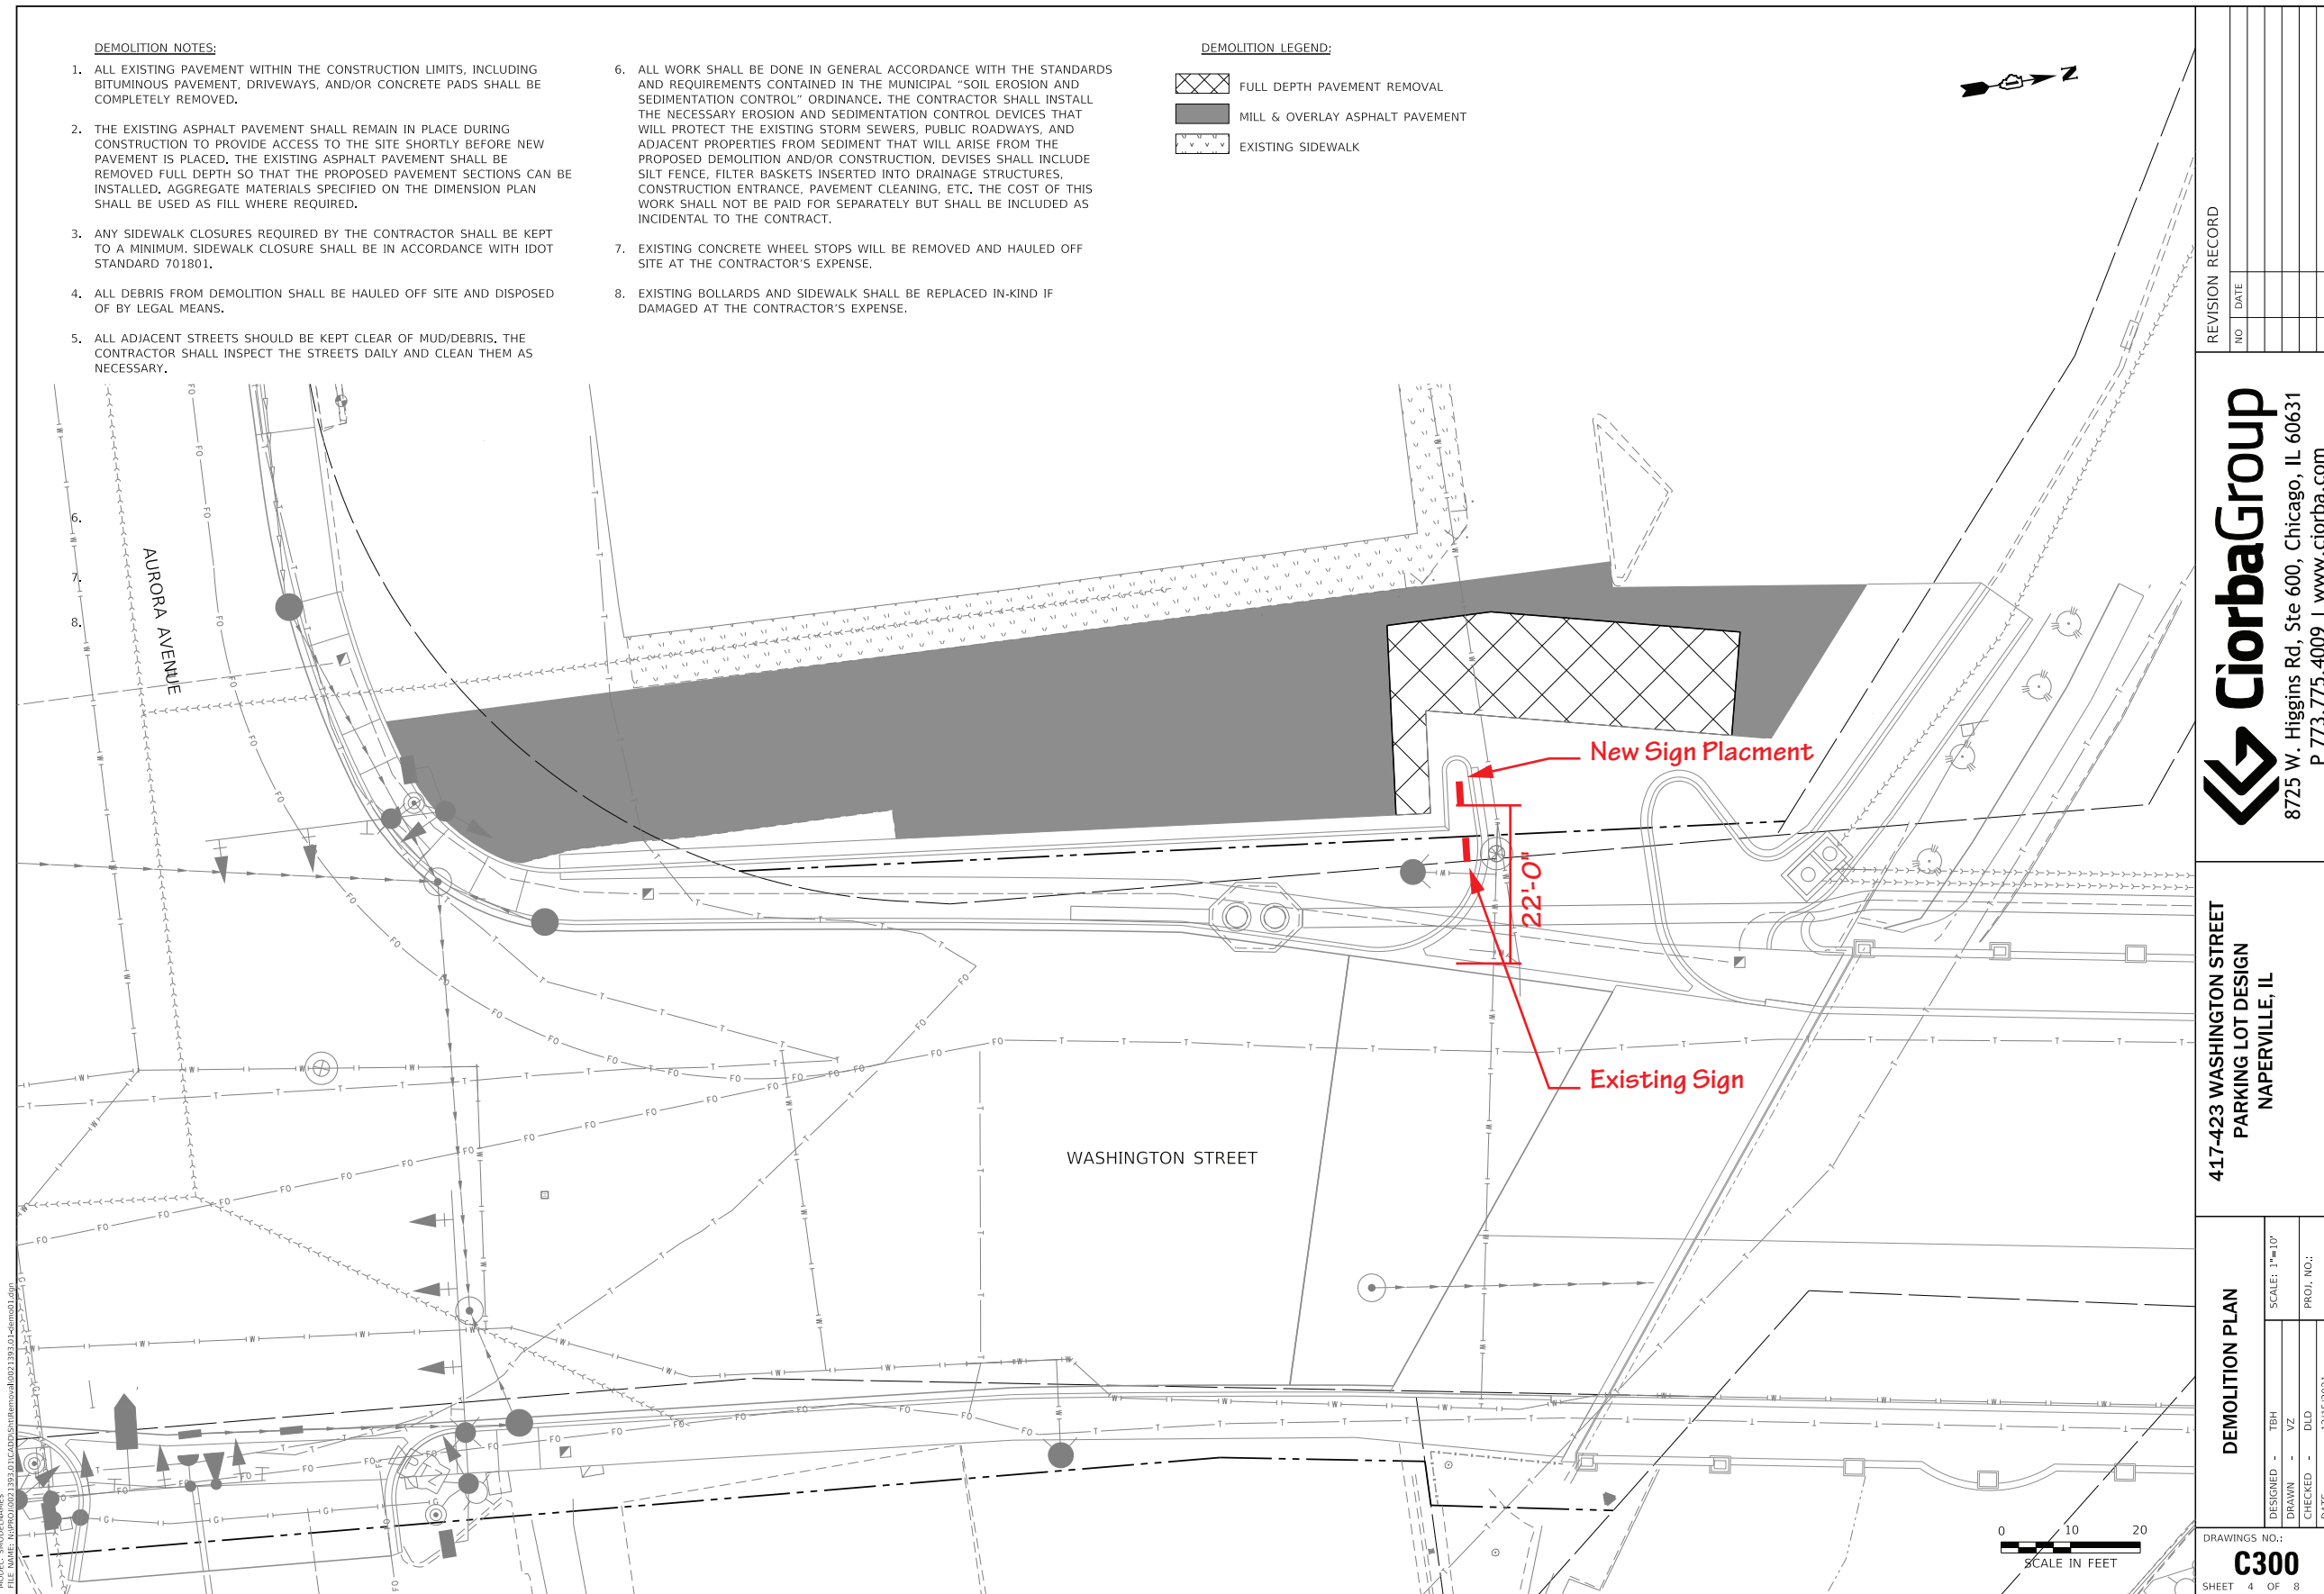 DEMOLITION NOTES:
1. ALL EXISTING PAVEMENT WITHIN THE CONSTRUCTION LIMITS, INCLUDING
BITUMINOUS PAVEMENT, DRIVEWAYS, AND/OR CONCRETE PADS SHALL BE
COMPLETELY REMOVED.
2. THE EXISTING ASPHALT PAVEMENT SHALL REMAIN IN PLACE DURING
CONSTRUCTION TO PROVIDE ACCESS TO THE SITE SHORTLY BEFORE NEW
PAVEMENT IS PLACED. THE EXISTING ASPHALT PAVEMENT SHALL BE
REMOVED FULL DEPTH SO THAT THE PROPOSED PAVEMENT SECTIONS CAN BE
INSTALLED. AGGREGATE MATERIALS SPECIFIED ON THE DIMENSION PLAN
SHALL BE USED AS FILL WHERE REQUIRED.
3. ANY SIDEWALK CLOSURES REQUIRED BY THE CONTRACTOR SHALL BE KEPT
TO A MINIMUM. SIDEWALK CLOSURE SHALL BE IN ACCORDANCE WITH IDOT
STANDARD 701801.
4. ALL DEBRIS FROM DEMOLITION SHALL BE HAULED OFF SITE AND DISPOSED
OF BY LEGAL MEANS.
5. ALL ADJACENT STREETS SHOULD BE KEPT CLEAR OF MUD/DEBRIS. THE
CONTRACTOR SHALL INSPECT THE STREETS DAILY AND CLEAN THEM AS
NECESSARY.
6.
7.
8.
6. ALL WORK SHALL BE DONE IN GENERAL ACCORDANCE WITH THE STANDARDS
AND REQUIREMENTS CONTAINED IN THE MUNICIPAL "SOIL EROSION AND
SEDIMENTATION CONTROL" ORDINANCE. THE CONTRACTOR SHALL INSTALL
THE NECESSARY EROSION AND SEDIMENTATION CONTROL DEVICES THAT
WILL PROTECT THE EXISTING STORM SEWERS, PUBLIC ROADWAYS, AND
ADJACENT PROPERTIES FROM SEDIMENT THAT WILL ARISE FROM THE
PROPOSED DEMOLITION AND/OR CONSTRUCTION. DEVISES SHALL INCLUDE
SILT FENCE, FILTER BASKETS INSERTED INTO DRAINAGE STRUCTURES,
CONSTRUCTION ENTRANCE, PAVEMENT CLEANING, ETC. THE COST OF THIS
WORK SHALL NOT BE PAID FOR SEPARATELY BUT SHALL BE INCLUDED AS
INCIDENTAL TO THE CONTRACT.
7. EXISTING CONCRETE WHEEL STOPS WILL BE REMOVED AND HAULED OFF
SITE AT THE CONTRACTOR'S EXPENSE.
8. EXISTING BOLLARDS AND SIDEWALK SHALL BE REPLACED IN-KIND IF
DAMAGED AT THE CONTRACTOR'S EXPENSE.
DEMOLITION LEGEND:
FULL DEPTH PAVEMENT REMOVAL
MILL & OVERLAY ASPHALT PAVEMENT
EXISTING SIDEWALK
N
AURORA AVENUE
New Sign Placment
22'-0"
Existing Sign
WASHINGTON STREET
0 10 20
SCALE IN FEET
REVISION RECORD
NO DATE
CiorbaGroup
8725 W. Higgins Rd, Ste 600, Chicago, IL 60631
P 773.775.4009 | www.ciorba.com
417-423 WASHINGTON STREET
PARKING LOT DESIGN
NAPERVILLE, IL
DEMOLITION PLAN
SCALE: 1"=10'
PROJ. NO.:
DESIGNED - TBH
DRAWN - VZ
CHECKED - DLD
DRAWINGS NO.:
C300
SHEET 4 OF 8